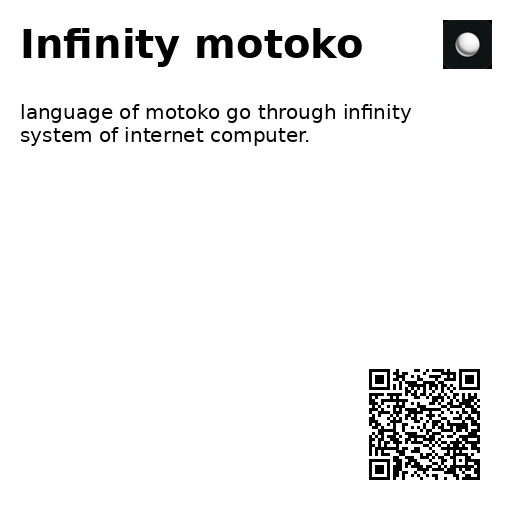 Infinity motoko
language of motoko go through infinity
system of internet computer.